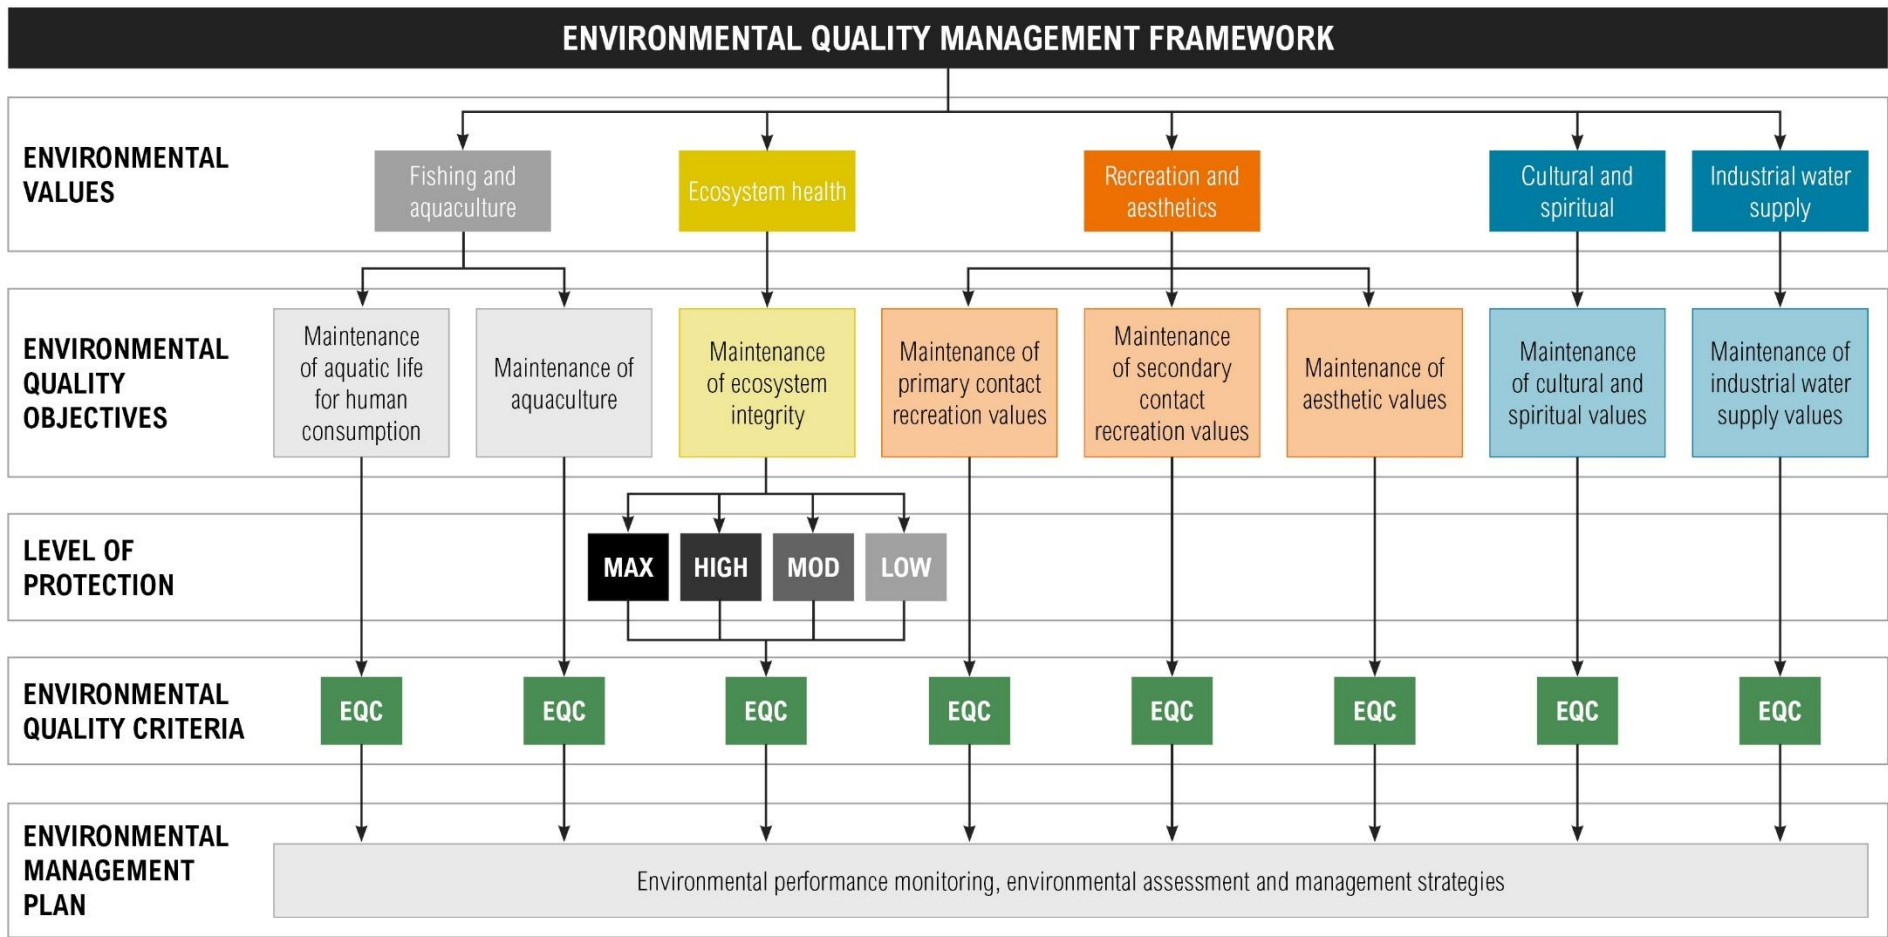 ENVIRONMENTAL QUALITY MANAGEMENT FRAMEWORK
ENVIRONMENTAL
VALUES
Fishing and
aquaculture
Ecosystem health
Recreation and
aesthetics
Cultural and
spiritual
Industrial water
supply
ENVIRONMENTAL
QUALITY
OBJECTIVES
Maintenance
of aquatic life
for human
consumption
Maintenance of
aquaculture
Maintenance
of ecosystem
integrity
Maintenance of
primary contact
recreation values
Maintenance
of secondary
contact
recreation values
Maintenance of
aesthetic values
Maintenance
of cultural and
spiritual values
Maintenance of
industrial water
supply values
LEVEL OF
PROTECTION
MAX
HIGH
MOD
LOW
ENVIRONMENTAL
QUALITY CRITERIA
EQC
EQC
EQC
EQC
EQC
EQC
EQC
EQC
ENVIRONMENTAL
MANAGEMENT
PLAN
Environmental performance monitoring, environmental assessment and management strategies